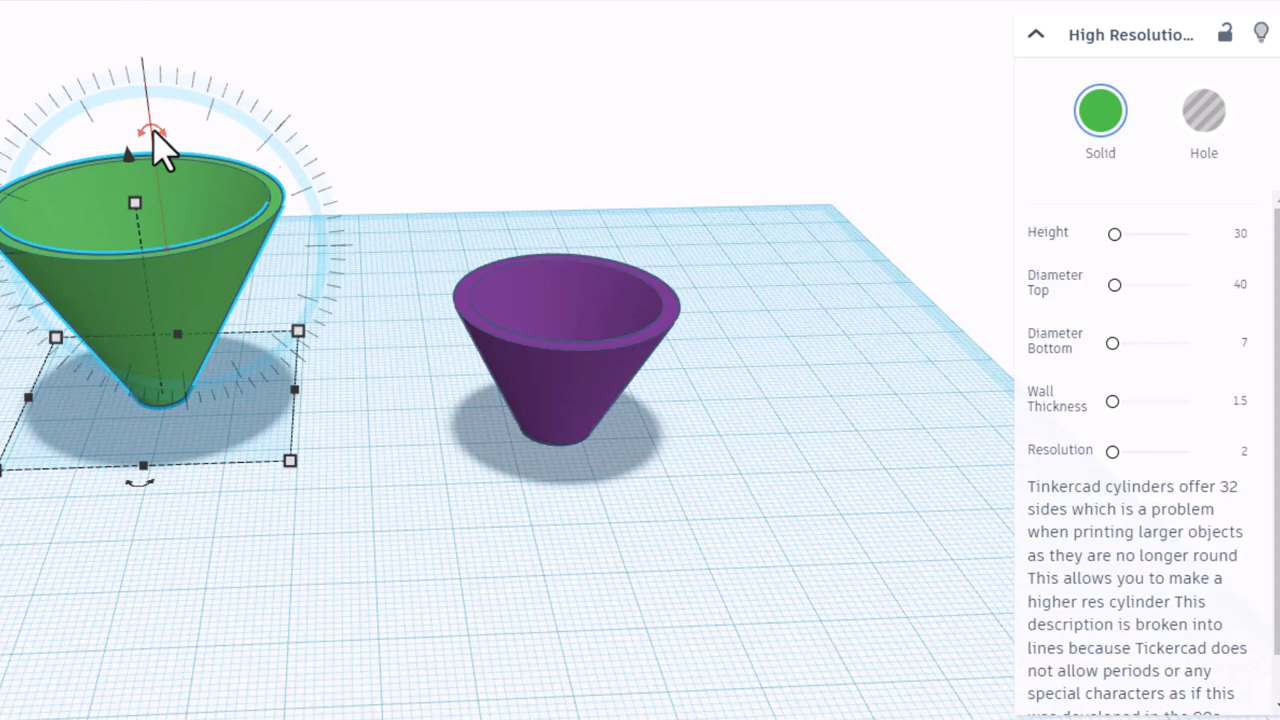 High Resolutio...
Solid
Hole
Height
30
Diameter
Top
40
Diameter
Bottom
7
Wall
Thickness
1.5
Resolution
2
Tinkercad cylinders offer 32
sides which is a problem
when printing larger objects
as they are no longer round
This allows you to make a
higher res cylinder This
description is broken into
lines because Tickercad does
not allow periods or any
special characters as if this